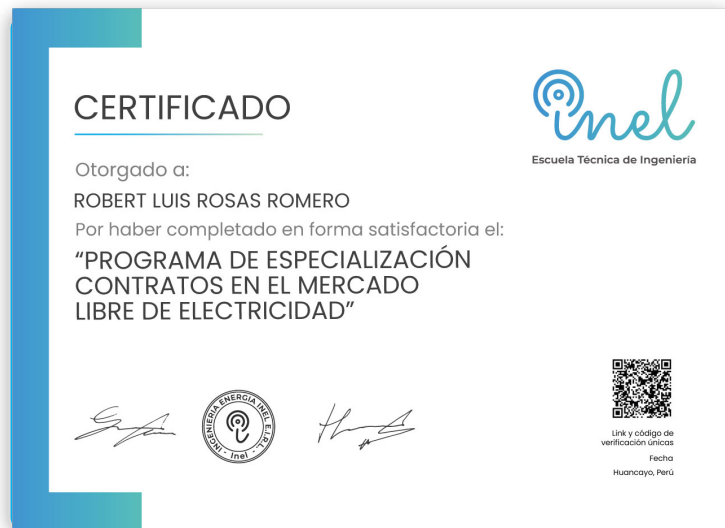 CERTIFICADO
inel
Escuela Técnica de Ingeniería
Otorgado a:
ROBERT LUIS ROSAS ROMERO
Por haber completado en forma satisfactoria el:
“PROGRAMA DE ESPECIALIZACIÓN
CONTRATOS EN EL MERCADO
LIBRE DE ELECTRICIDAD”
INGENIERIA ENERGIA INEL E.I.R.L.
- Inel -
Link y código de
verificación únicas
Fecha
Huancayo, Perú